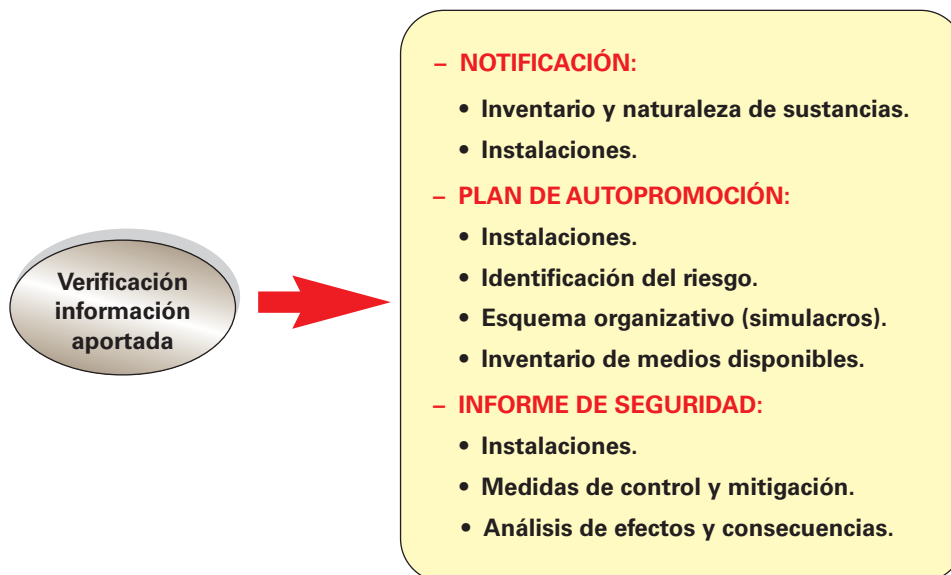 Verificación
información
aportada
– NOTIFICACIÓN:
• Inventario y naturaleza de sustancias.
• Instalaciones.
– PLAN DE AUTOPROMOCIÓN:
• Instalaciones.
• Identificación del riesgo.
• Esquema organizativo (simulacros).
• Inventario de medios disponibles.
– INFORME DE SEGURIDAD:
• Instalaciones.
• Medidas de control y mitigación.
• Análisis de efectos y consecuencias.